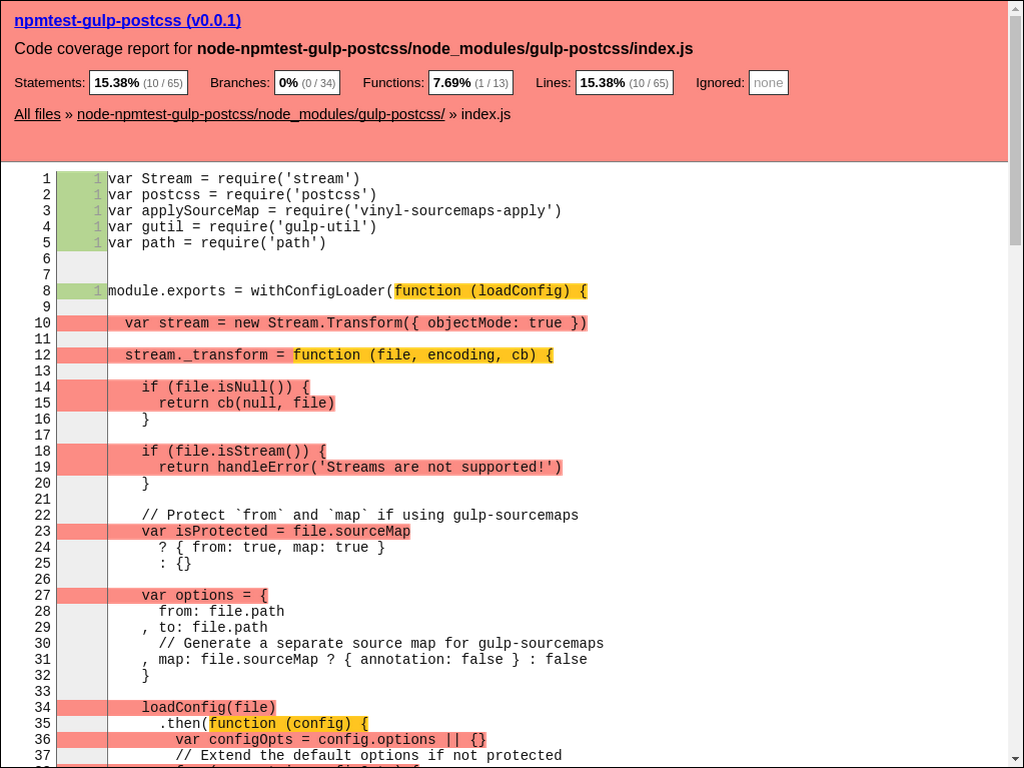 npmtest-gulp-postcss (v0.0.1)
Code coverage report for node-npmtest-gulp-postcss/node_modules/gulp-postcss/index.js
Statements: 15.38% (10 / 65) Branches: 0% (0 / 34) Functions: 7.69% (1 / 13) Lines: 15.38% (10 / 65) Ignored: none
All files » node-npmtest-gulp-postcss/node_modules/gulp-postcss/ » index.js
1 1 var Stream = require('stream')
2 1 var postcss = require('postcss')
3 1 var applySourceMap = require('vinyl-sourcemaps-apply')
4 1 var gutil = require('gulp-util')
5 1 var path = require('path')
6
7
8 1 module.exports = withConfigLoader(function (loadConfig) {
9
10 var stream = new Stream.Transform({ objectMode: true })
11
12 stream._transform = function (file, encoding, cb) {
13
14 if (file.isNull()) {
15 return cb(null, file)
16 }
17
18 if (file.isStream()) {
19 return handleError('Streams are not supported!')
20 }
21
22 // Protect `from` and `map` if using gulp-sourcemaps
23 var isProtected = file.sourceMap
24 ? { from: true, map: true }
25 : {}
26
27 var options = {
28 from: file.path
29 , to: file.path
30 // Generate a separate source map for gulp-sourcemaps
31 , map: file.sourceMap ? { annotation: false } : false
32 }
33
34 loadConfig(file)
35 .then(function (config) {
36 var configOpts = config.options || {}
37 // Extend the default options if not protected